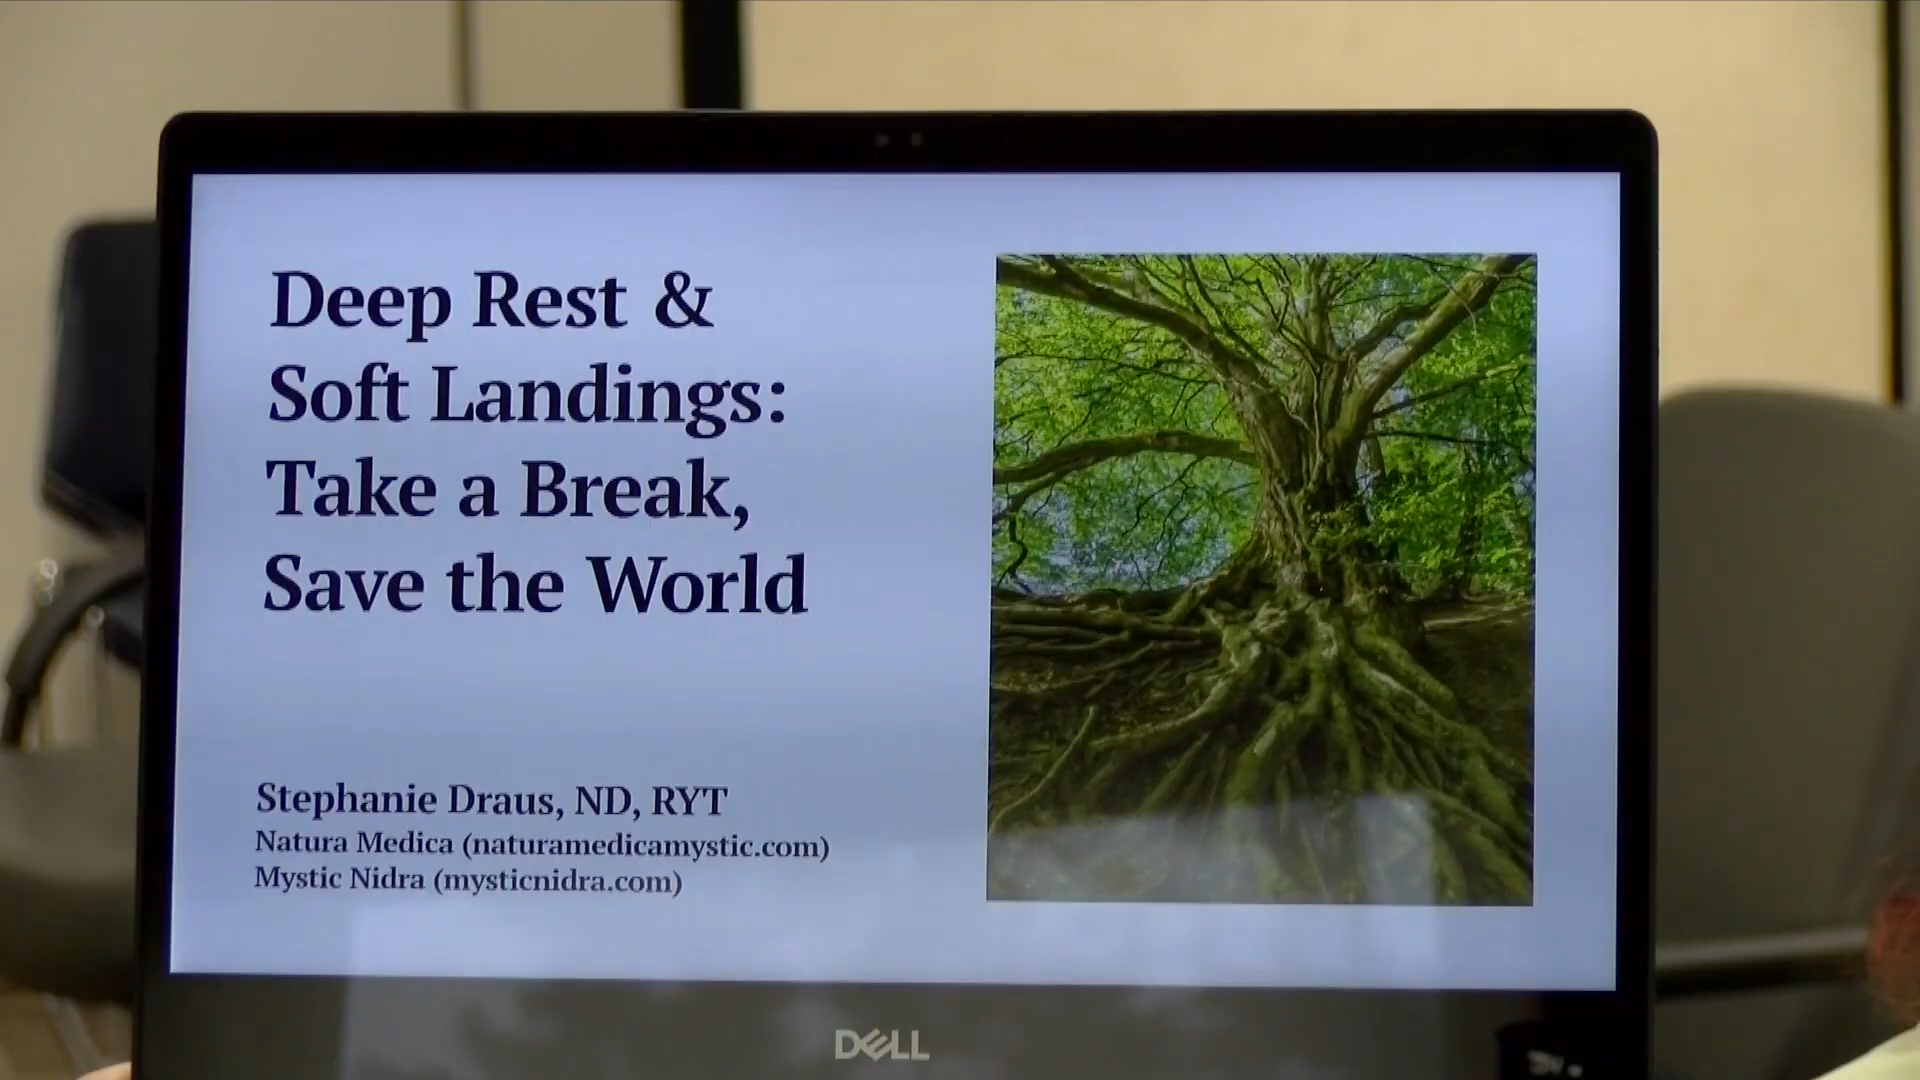 Deep Rest &
Soft Landings:
Take a Break,
Save the World
Stephanie Draus, ND, RYT
Natura Medica (naturamedicamystic.com)
Mystic Nidra (mysticnidra.com)
DELL